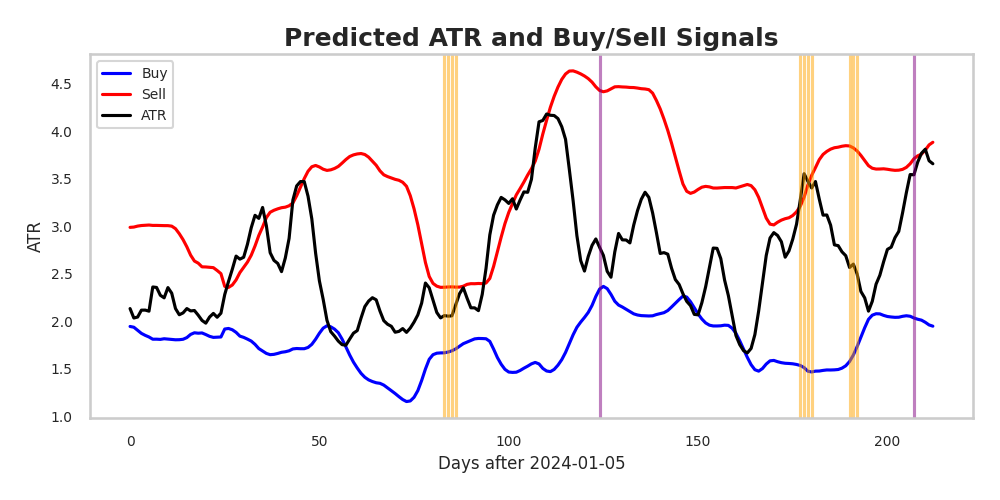 Predicted ATR and Buy/Sell Signals
Buy
Sell
ATR
ATR
4.5
4.0
3.5
3.0
2.5
2.0
1.5
1.0
0
50
100
150
200
Days after 2024-01-05